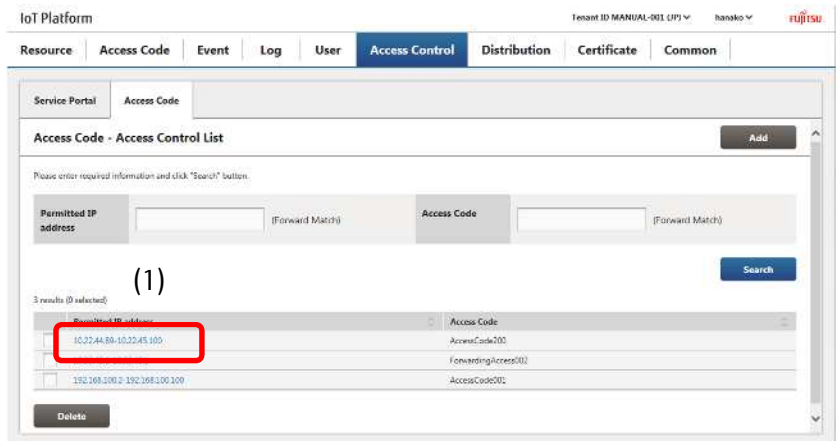 IoT Platform
Tenant ID MANUAL-001 (JP) hanako FUJITSU
Resource Access Code Event Log User Access Control Distribution Certificate Common
Service Portal Access Code
Access Code - Access Control List Add
Please enter required information and click "Search" button.
Permitted IP address (Forward Match) Access Code (Forward Match)
(1)
Search
3 results (0 selected)
Permitted IP address Access Code
10.22.44.89-10.22.45.100 AccessCode200
ForwardingAccess002
192.168.100.2-192.168.100.100 AccessCode001
Delete